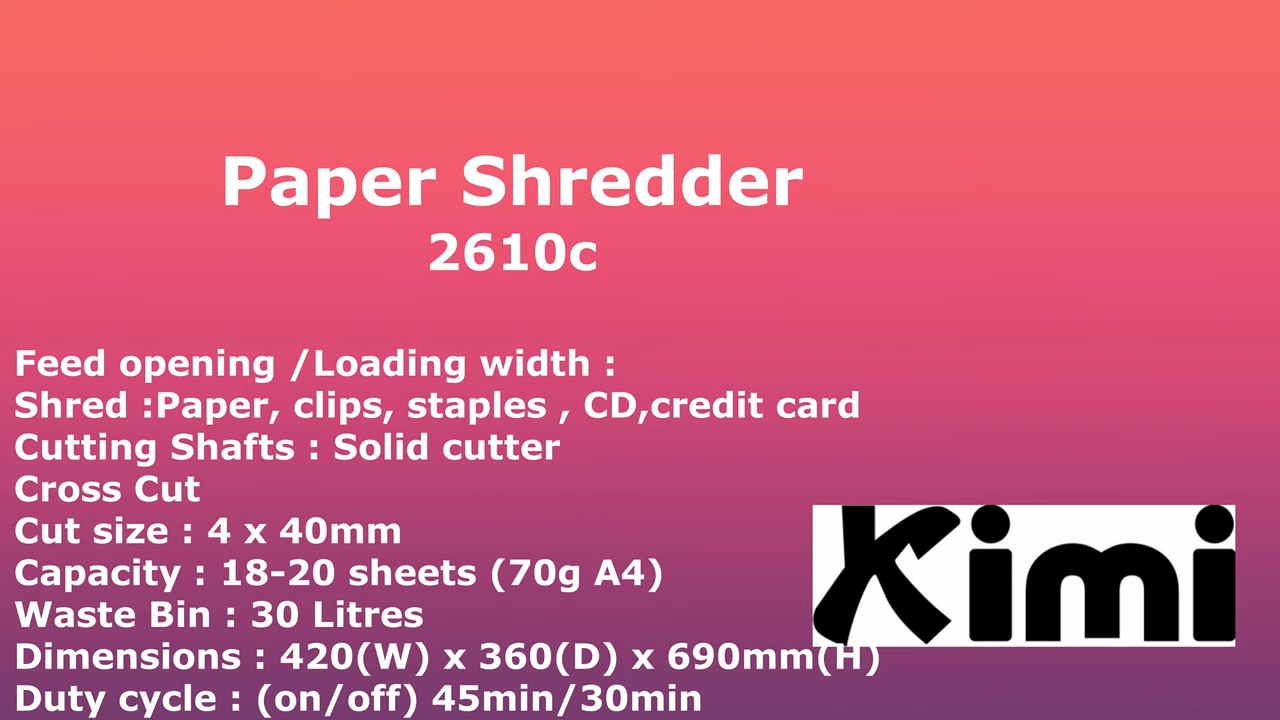 Paper Shredder
2610c
Feed opening /Loading width :
Shred :Paper, clips, staples , CD,credit card
Cutting Shafts : Solid cutter
Cross Cut
Cut size : 4 x 40mm
Capacity : 18-20 sheets (70g A4)
Waste Bin : 30 Litres
Dimensions : 420(W) x 360(D) x 690mm(H)
Duty cycle : (on/off) 45min/30min
Kimi